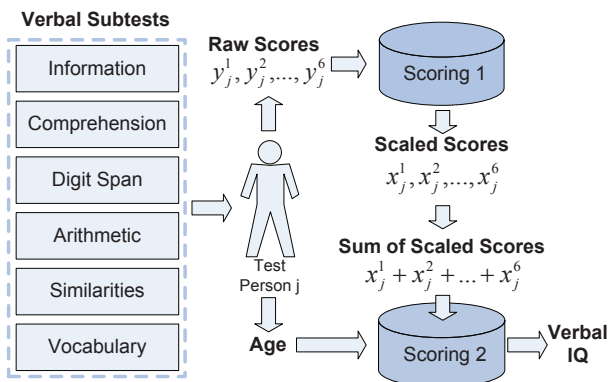 Verbal Subtests
Information
Comprehension
Digit Span
Arithmetic
Similarities
Vocabulary
Raw Scores
y_j^1, y_j^2,..., y_j^6
Test
Person j
Age
Scoring 1
Scaled Scores
x_j^1, x_j^2,..., x_j^6
Sum of Scaled Scores
x_j^1 + x_j^2 + ... + x_j^6
Scoring 2
Verbal
IQ